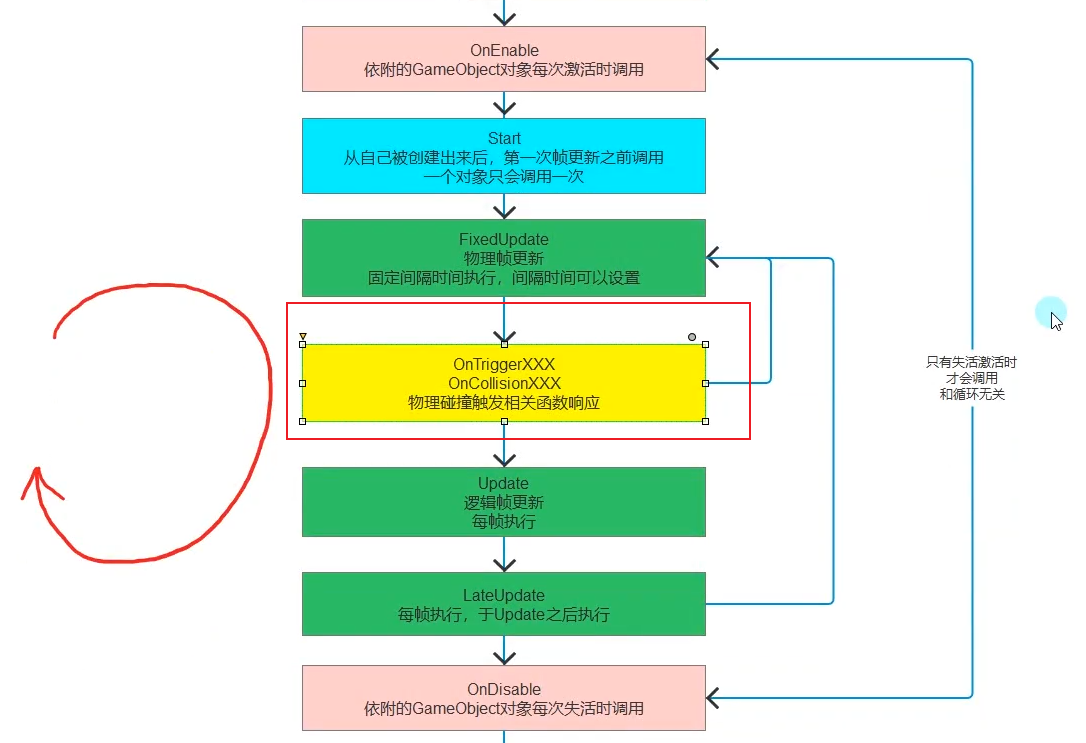 OnEnable
依附的GameObject对象每次激活时调用
Start
从自己被创建出来后，第一次帧更新之前调用
一个对象只会调用一次
FixedUpdate
物理帧更新
固定间隔时间执行，间隔时间可以设置
OnTriggerXXX
OnCollisionXXX
物理碰撞触发相关函数响应
只有失活激活时
才会调用
和循环无关
Update
逻辑帧更新
每帧执行
LateUpdate
每帧执行，于Update之后执行
OnDisable
依附的GameObject对象每次失活时调用